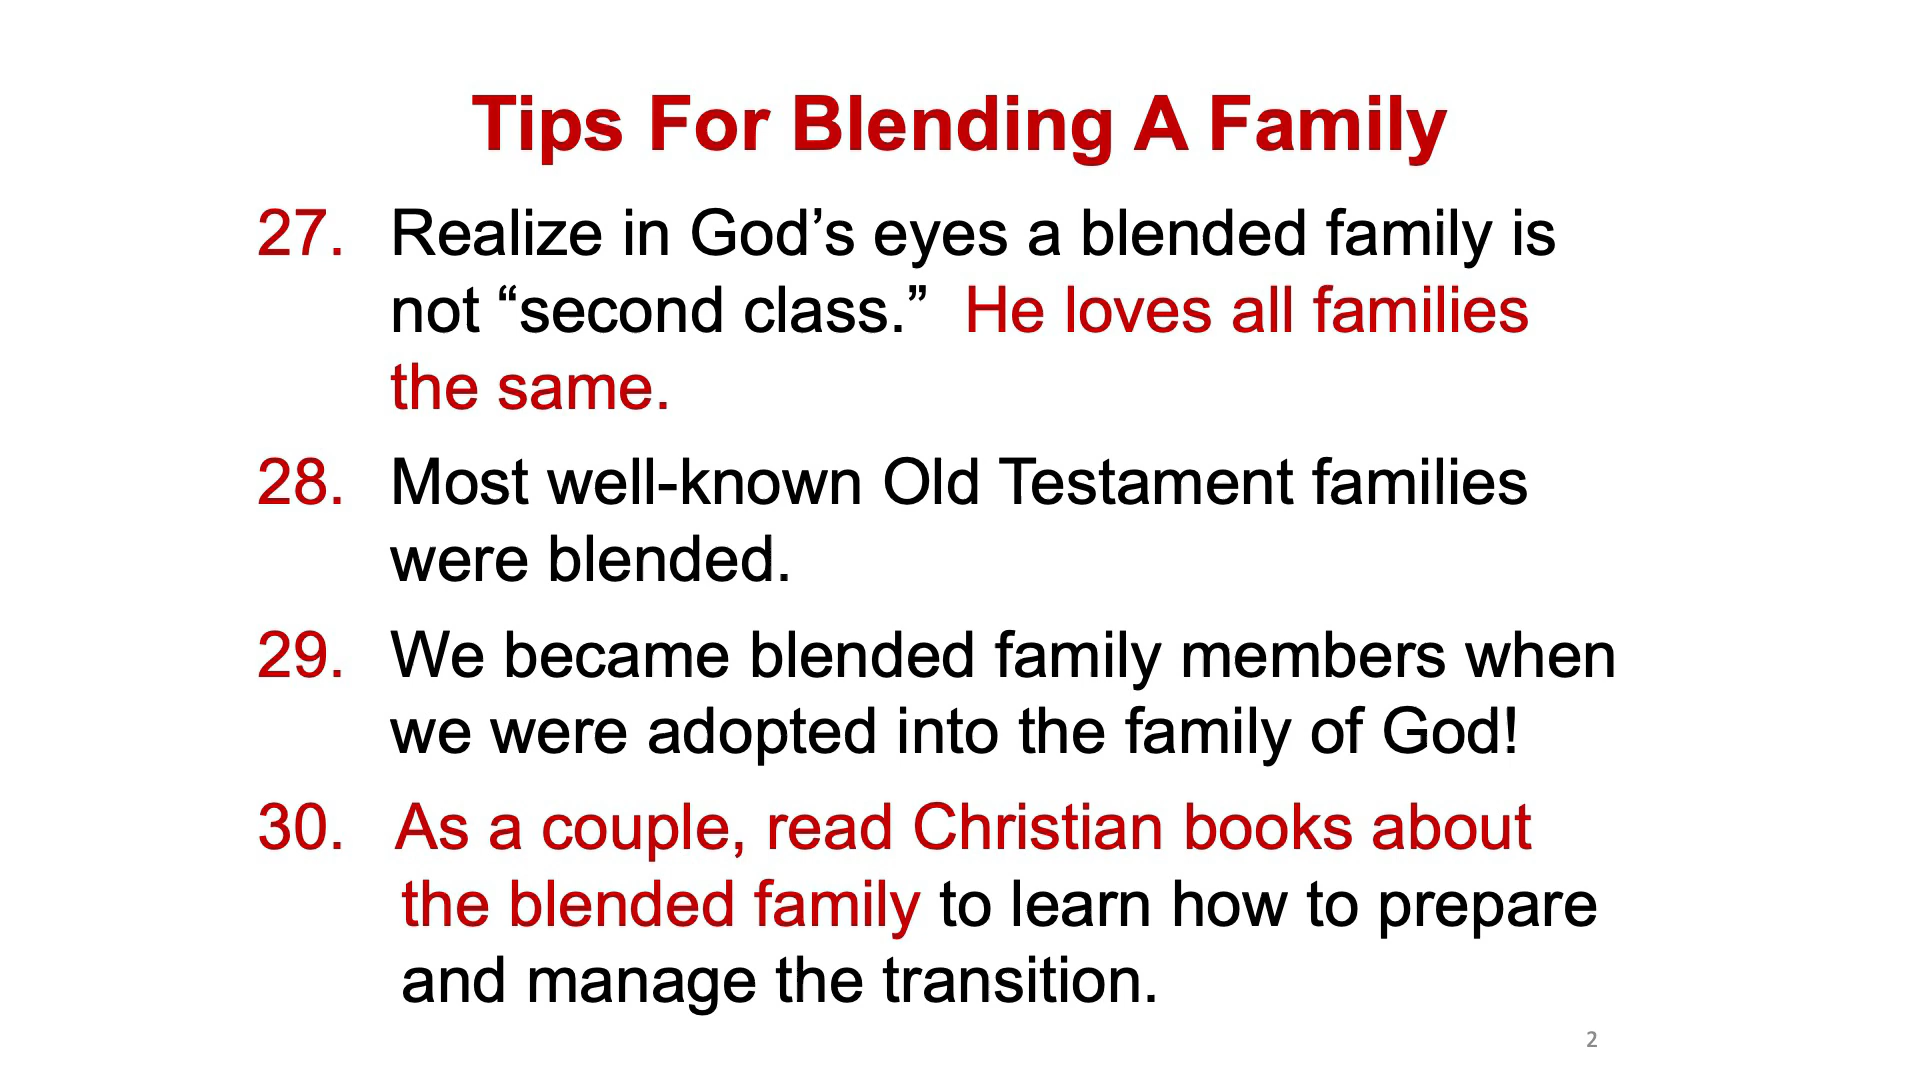 Tips For Blending A Family
27. Realize in God’s eyes a blended family is
not “second class.” He loves all families
the same.
28. Most well-known Old Testament families
were blended.
29. We became blended family members when
we were adopted into the family of God!
30. As a couple, read Christian books about
the blended family to learn how to prepare
and manage the transition.
2